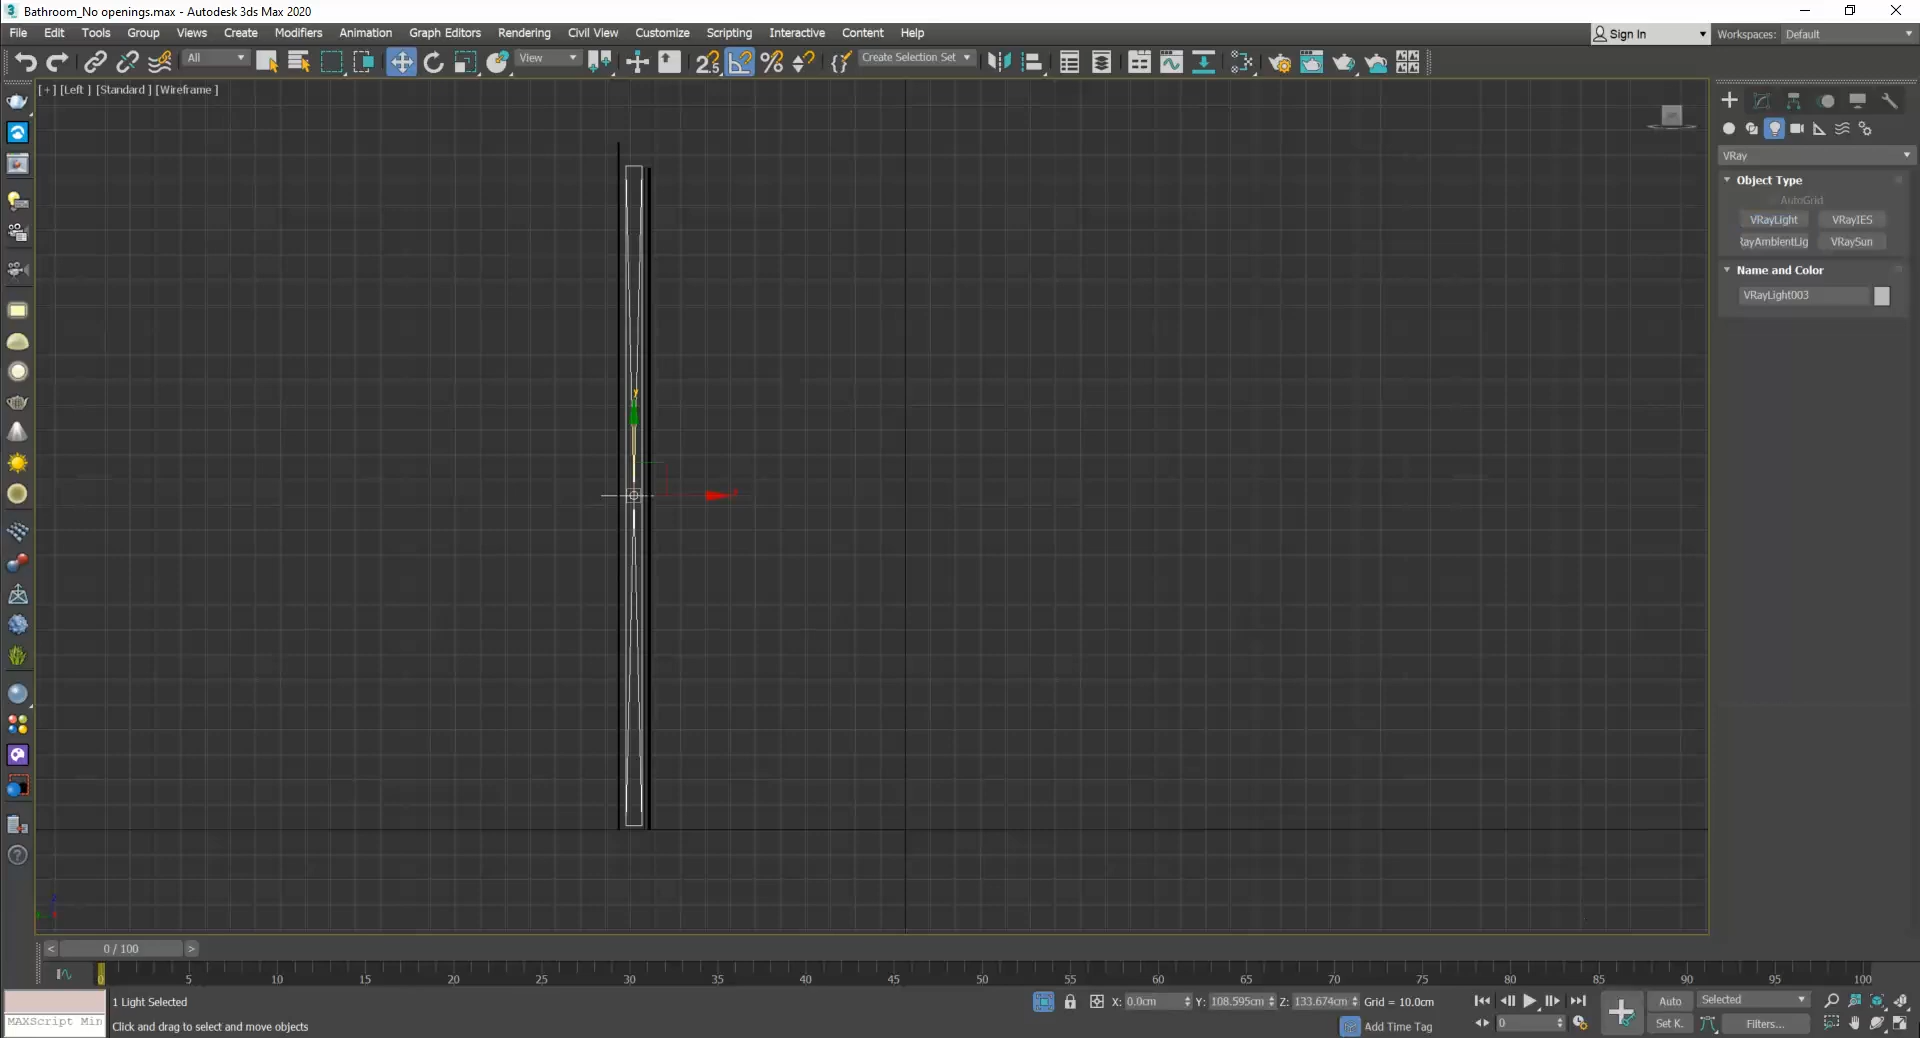 Bathroom_No openings.max - Autodesk 3ds Max 2020
File Edit Tools Group Views Create Modifiers Animation Graph Editors Rendering Civil View Customize Scripting Interactive Content Help
Sign In
Workspaces: Default
All
View
Create Selection Set
[+] [Left ] [Standard ] [Wireframe ]
VRay
Object Type
AutoGrid
VRayLight VRayIES
RayAmbientLig VRaySun
Name and Color
VRayLight003
y
< 0 / 100 >
0 5 10 15 20 25 30 35 40 45 50 55 60 65 70 75 80 85 90 95 100
1 Light Selected
X: 0.0cm Y: 108.595cm Z: 133.674cm Grid = 10.0cm
Auto Selected
MAXScript Min
Click and drag to select and move objects
Add Time Tag
0
Set K. Filters...